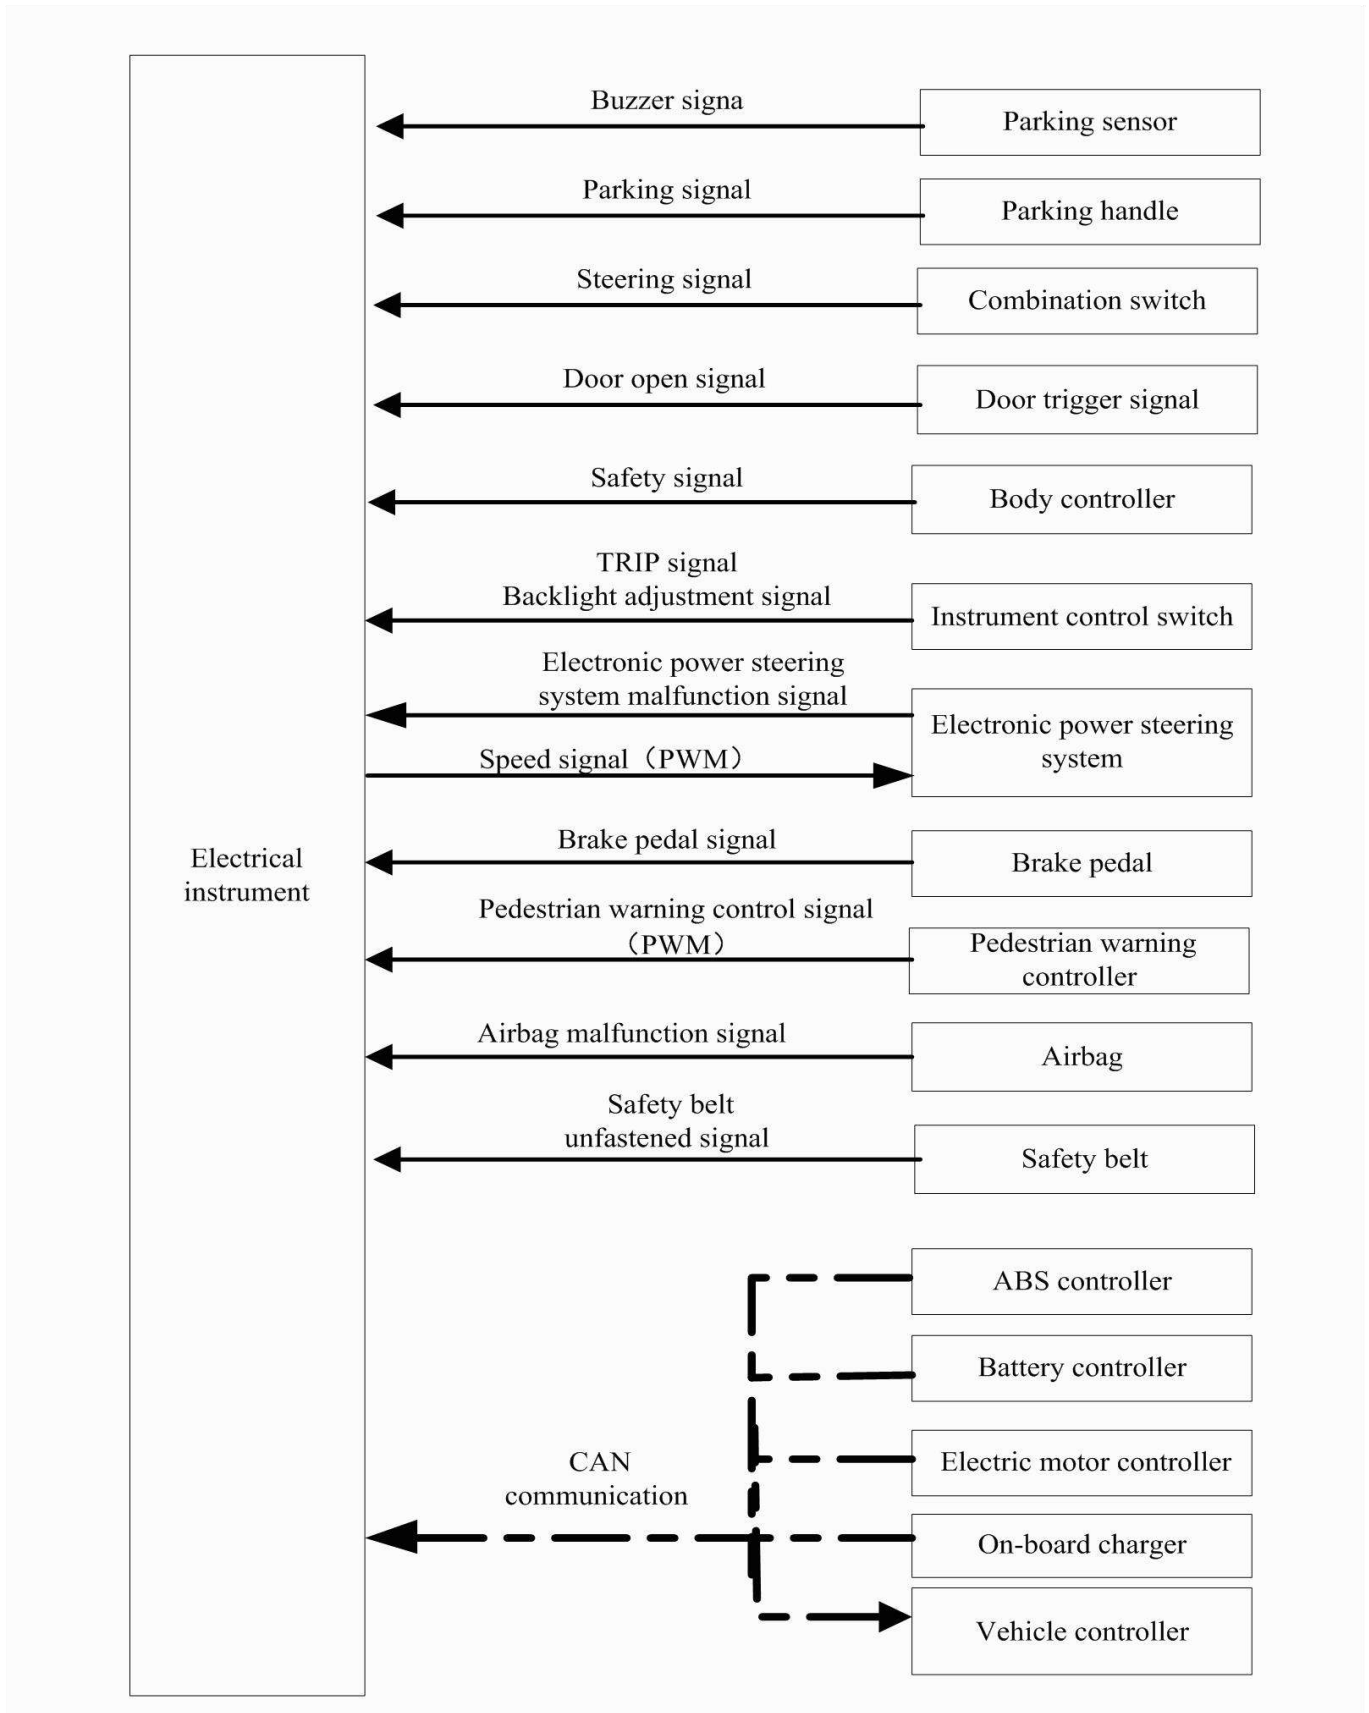 Buzzer signa
Parking sensor
Parking signal
Parking handle
Steering signal
Combination switch
Door open signal
Door trigger signal
Safety signal
Body controller
TRIP signal
Backlight adjustment signal
Instrument control switch
Electronic power steering
system malfunction signal
Electronic power steering
system
Speed signal（PWM）
Electrical
instrument
Brake pedal signal
Brake pedal
Pedestrian warning control signal
（PWM）
Pedestrian warning
controller
Airbag malfunction signal
Airbag
Safety belt
unfastened signal
Safety belt
ABS controller
Battery controller
CAN
communication
Electric motor controller
On-board charger
Vehicle controller